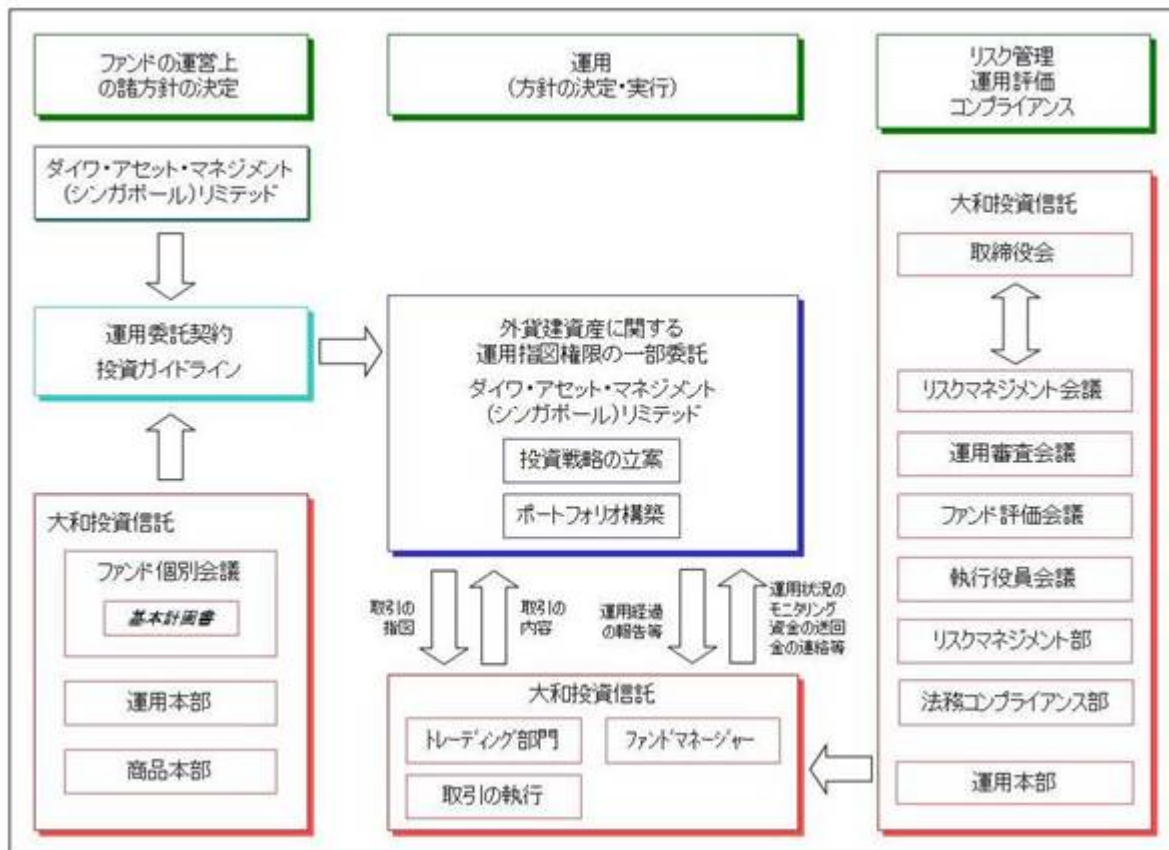 ファンドの運営上
の諸方針の決定
運用
(方針の決定・実行)
リスク管理
運用評価
コンプライアンス
ダイワ・アセット・マネジメント
(シンガポール)リミテッド
運用委託契約
投資ガイドライン
大和投資信託
ファンド個別会議
基本計画書
運用本部
商品本部
外貨建資産に関する
運用指図権限の一部委託
ダイワ・アセット・マネジメント
(シンガポール)リミテッド
投資戦略の立案
ポートフォリオ構築
取引の
指図
取引の
内容
運用経過
の報告等
運用状況の
モニタリング
資金の送回
金の連絡等
大和投資信託
トレーディング部門
ファンドマネージャー
取引の執行
大和投資信託
取締役会
リスクマネジメント会議
運用審査会議
ファンド評価会議
執行役員会議
リスクマネジメント部
法務コンプライアンス部
運用本部